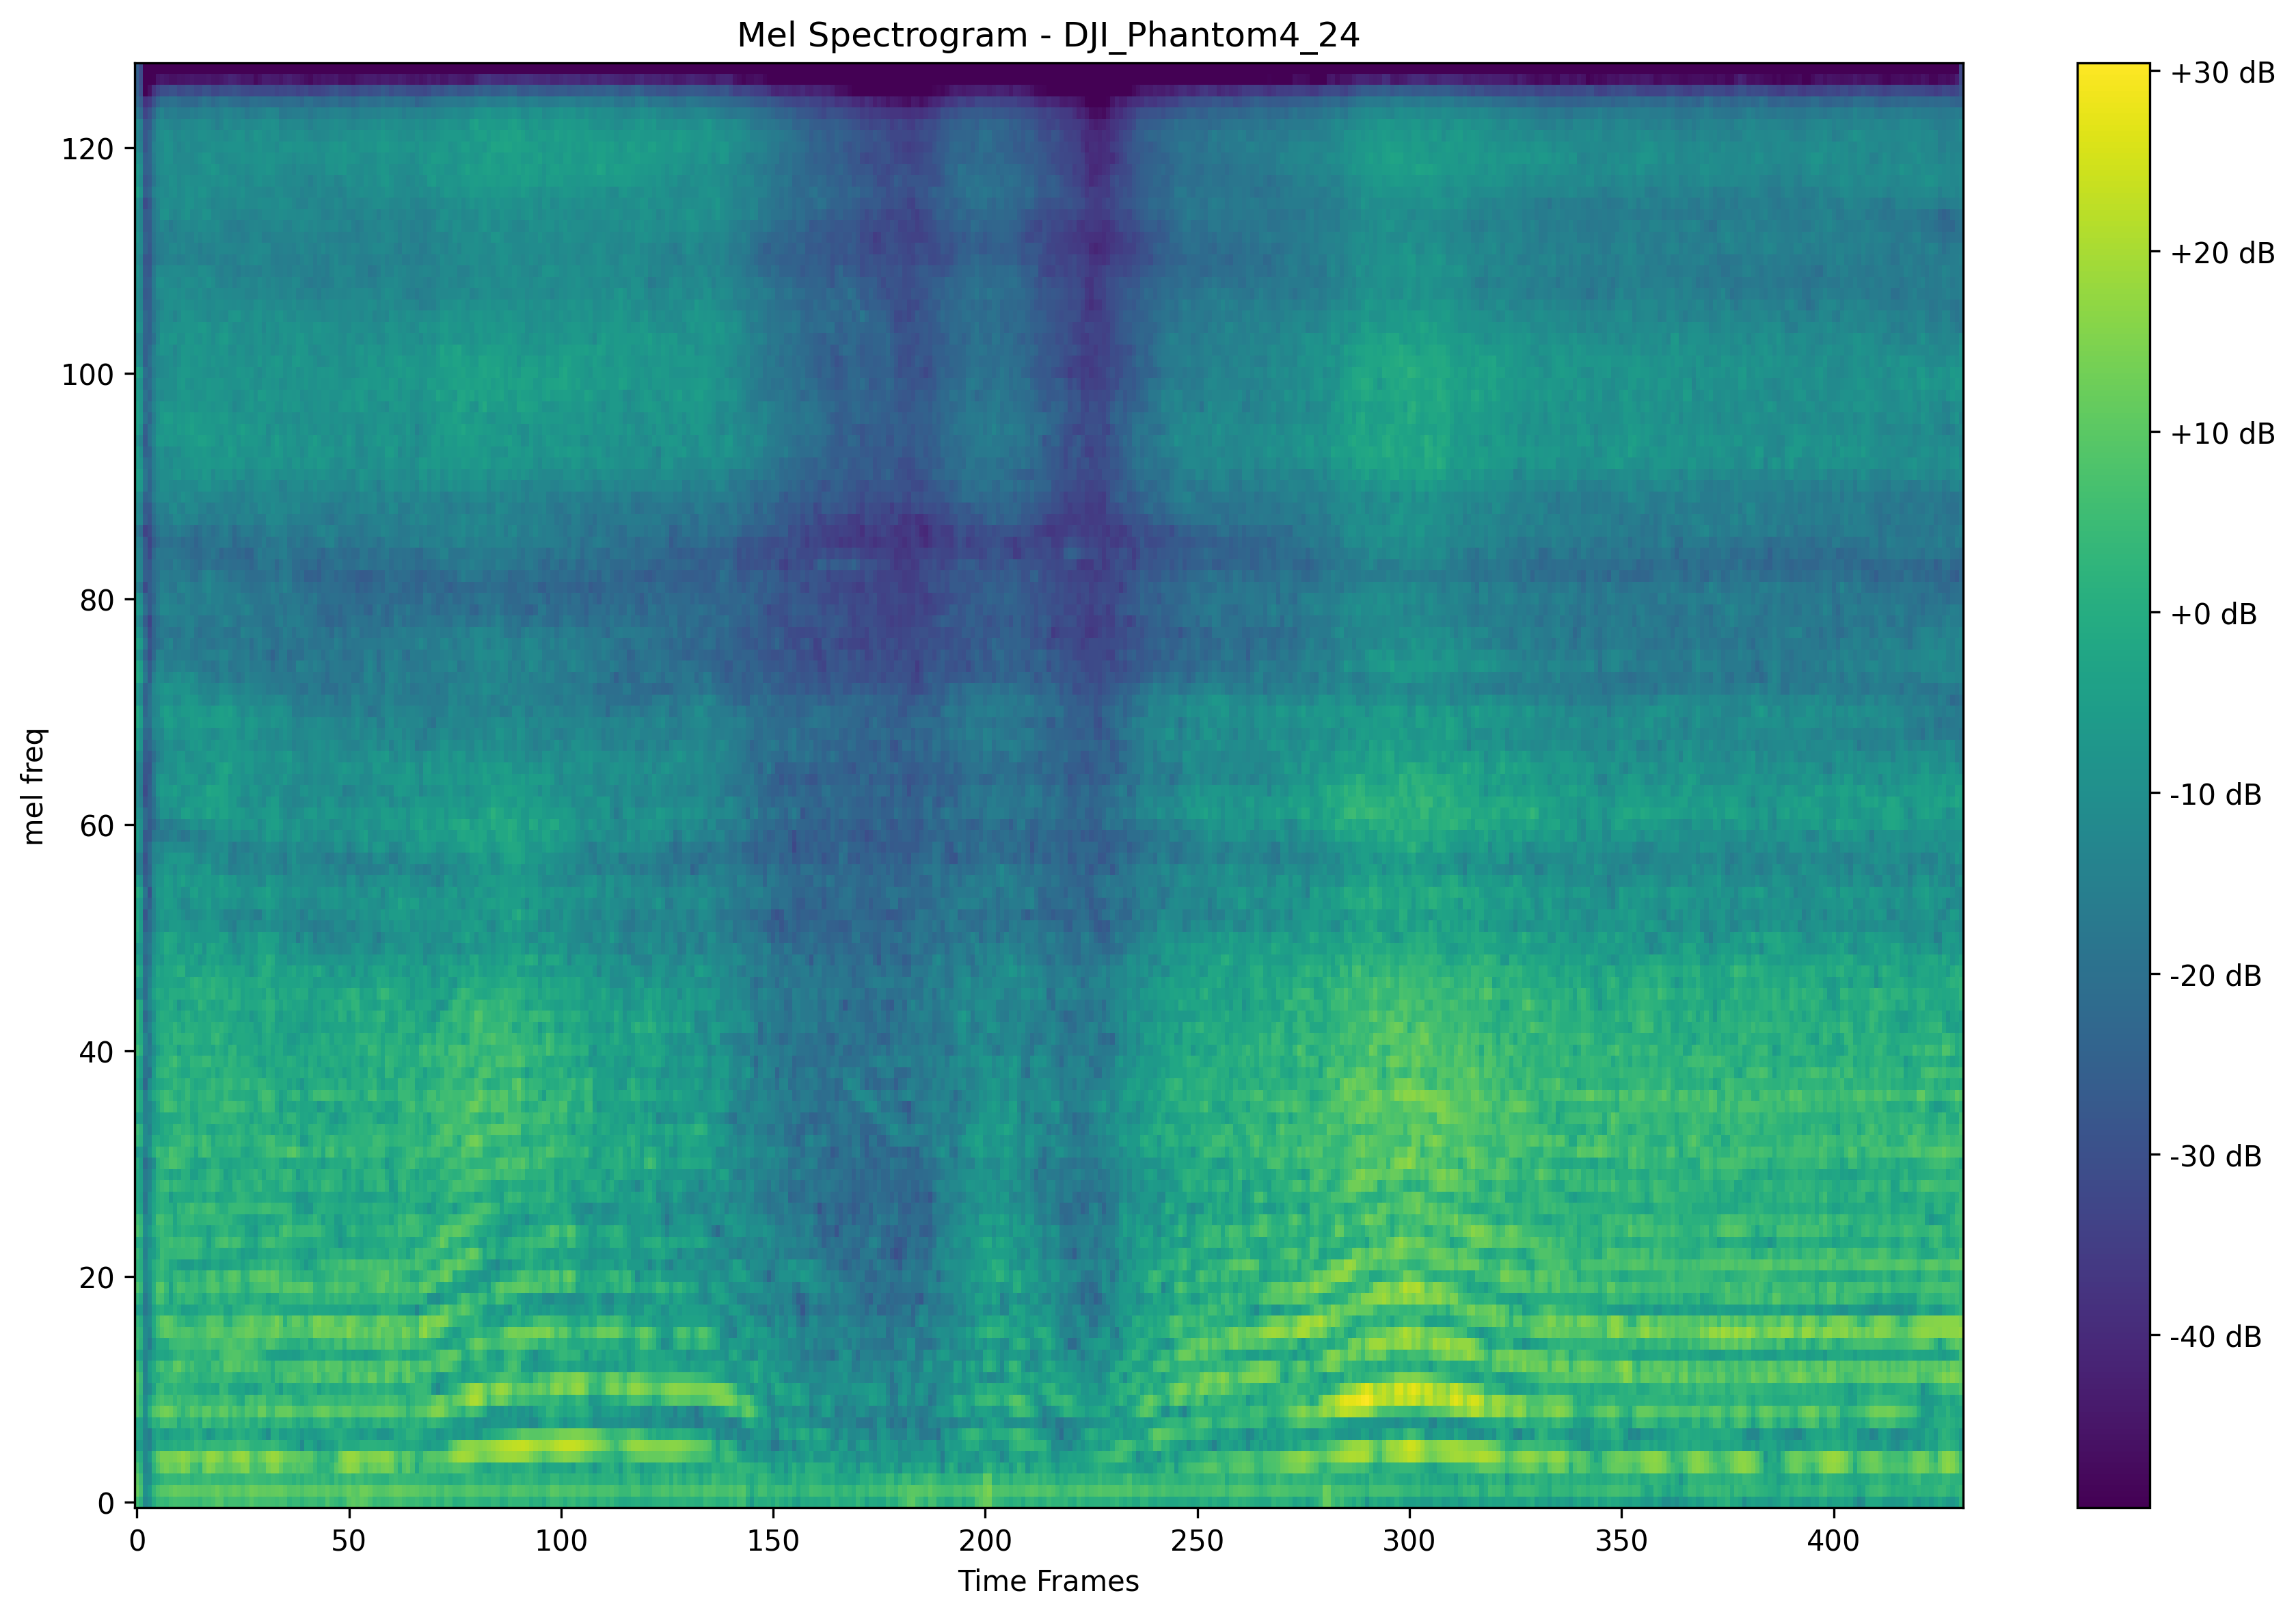 Mel Spectrogram - DJI_Phantom4_24
+30 dB
+20 dB
+10 dB
+0 dB
-10 dB
-20 dB
-30 dB
-40 dB
mel freq
120
100
80
60
40
20
0
0 50 100 150 200 250 300 350 400
Time Frames